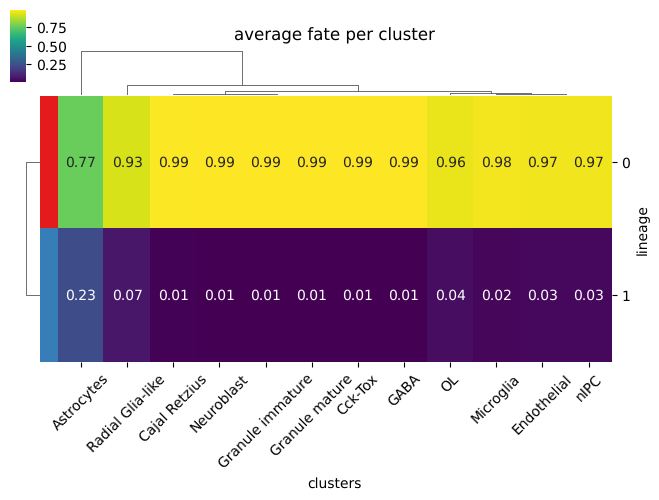 average fate per cluster
0.75
0.50
0.25
0.77 0.93 0.99 0.99 0.99 0.99 0.99 0.99 0.96 0.98 0.97 0.97 0
0.23 0.07 0.01 0.01 0.01 0.01 0.01 0.01 0.04 0.02 0.03 0.03 1
lineage
Astrocytes
Radial Glia-like
Cajal Retzius
Neuroblast
Granule immature
Granule mature
Cck-Tox
GABA
OL
Microglia
Endothelial
nIPC
clusters